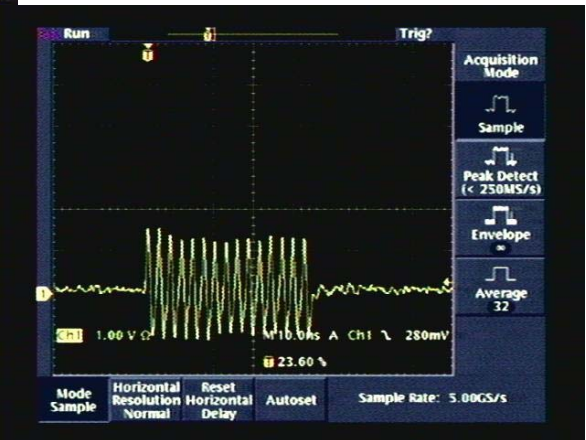 Run
Trig?
Acquisition
Mode
Sample
Peak Detect
(< 250MS/s)
Envelope
∞
Average
32
1
Ch1 1.00 V Ω M 10.0ns A Ch1 280mV
23.60 %
Mode
Sample
Horizontal
Resolution
Normal
Reset
Horizontal
Delay
Autoset
Sample Rate: 5.00GS/s